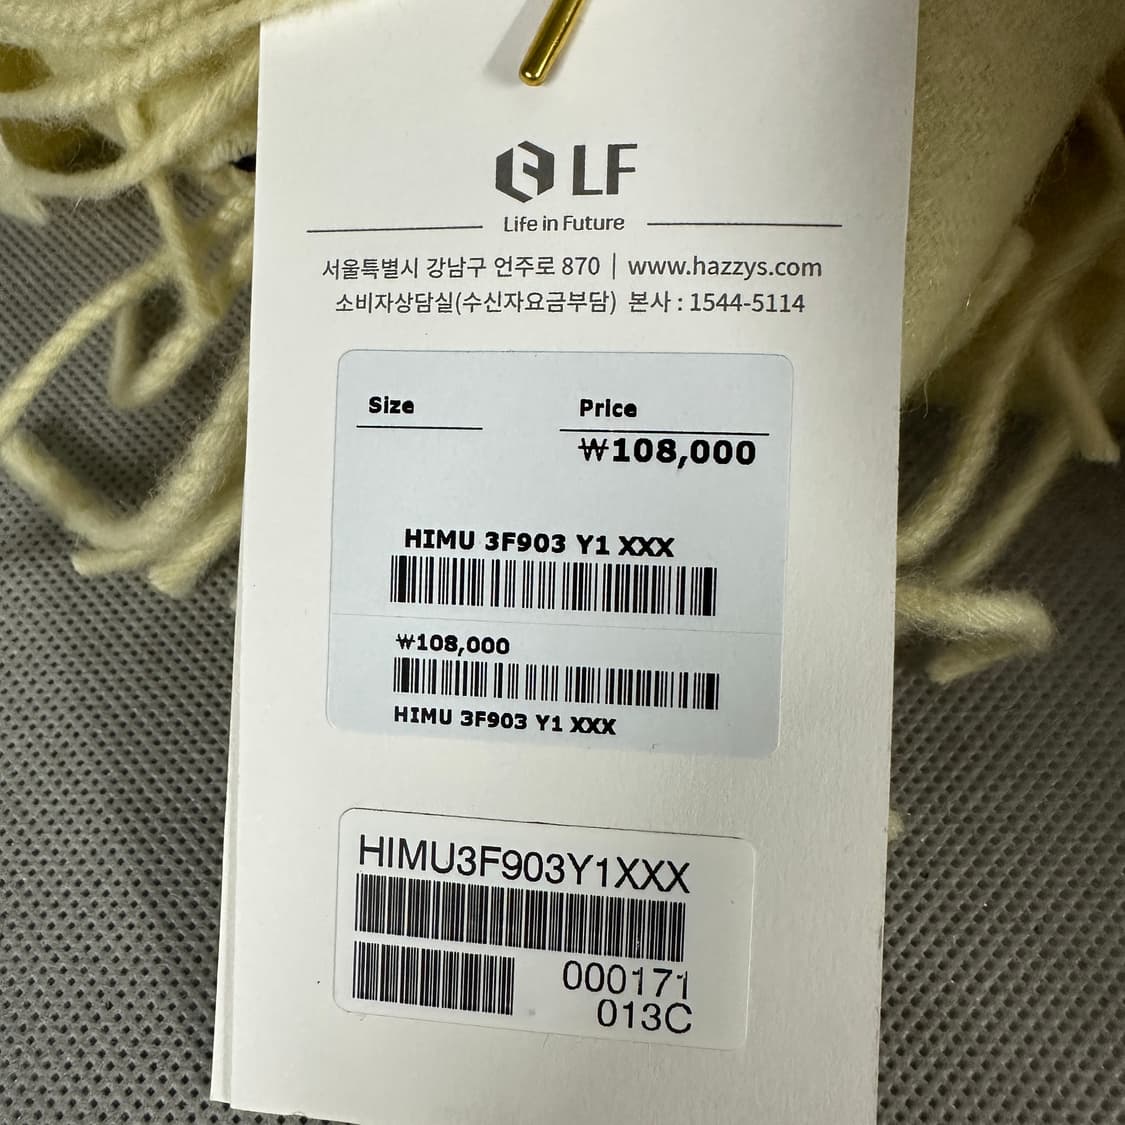 LF
Life in Future
서울특별시 강남구 언주로 870 | www.hazzys.com
소비자상담실(수신자요금부담) 본사 : 1544-5114
Size Price
₩108,000
HIMU 3F903 Y1 XXX
₩108,000
HIMU 3F903 Y1 XXX
HIMU3F903Y1XXX
000171
013C